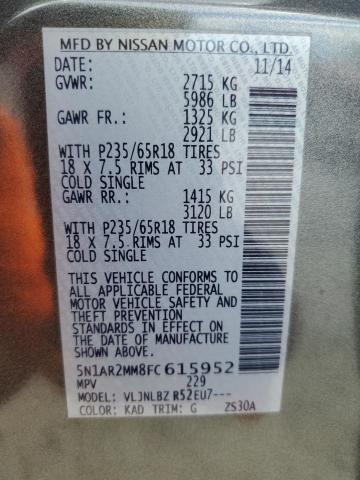 MFD BY NISSAN MOTOR CO., LTD.
DATE: 11/14
GVWR: 2715 KG
5986 LB
GAWR FR.: 1325 KG
2921 LB
WITH P235/65R18 TIRES
18 X 7.5 RIMS AT 33 PSI
COLD SINGLE
GAWR RR.: 1415 KG
3120 LB
WITH P235/65R18 TIRES
18 X 7.5 RIMS AT 33 PSI
COLD SINGLE
THIS VEHICLE CONFORMS TO
ALL APPLICABLE FEDERAL
MOTOR VEHICLE SAFETY AND
THEFT PREVENTION
STANDARDS IN EFFECT ON
THE DATE OF MANUFACTURE
SHOWN ABOVE.
5N1AR2MM8FC615952
MPV 229
MODEL: VLJNLBZ R52EU7---
COLOR: KAD TRIM: G ZS30A